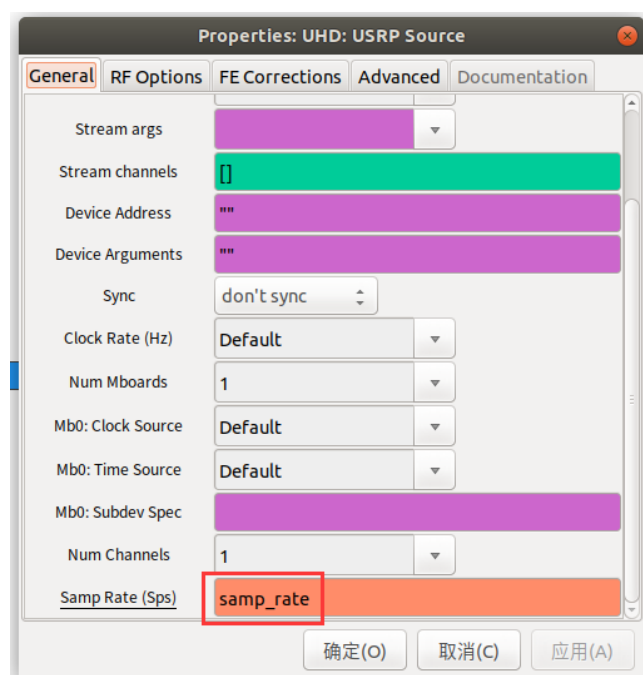 Properties: UHD: USRP Source
General RF Options FE Corrections Advanced Documentation
Stream args
Stream channels []
Device Address ""
Device Arguments ""
Sync don't sync
Clock Rate (Hz) Default
Num Mboards 1
Mb0: Clock Source Default
Mb0: Time Source Default
Mb0: Subdev Spec
Num Channels 1
Samp Rate (Sps) samp_rate
确定(O) 取消(C) 应用(A)